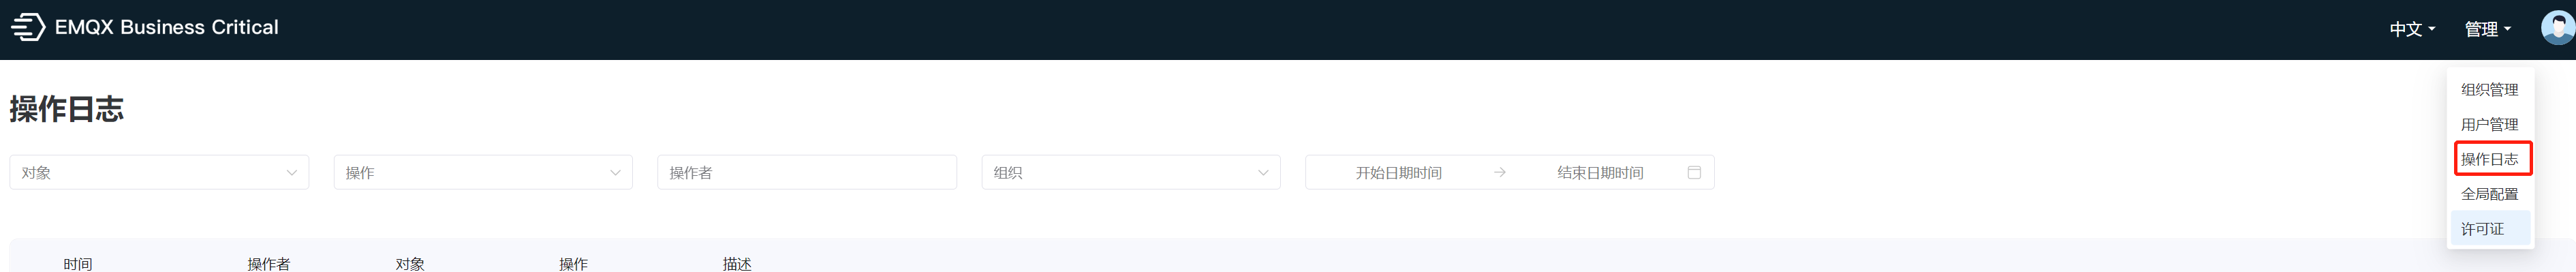 EMQX Business Critical 中文 管理
组织管理
操作日志
用户管理
操作日志
对象 操作 操作者 组织 开始日期时间 → 结束日期时间
全局配置
许可证
时间 操作者 对象 操作 描述